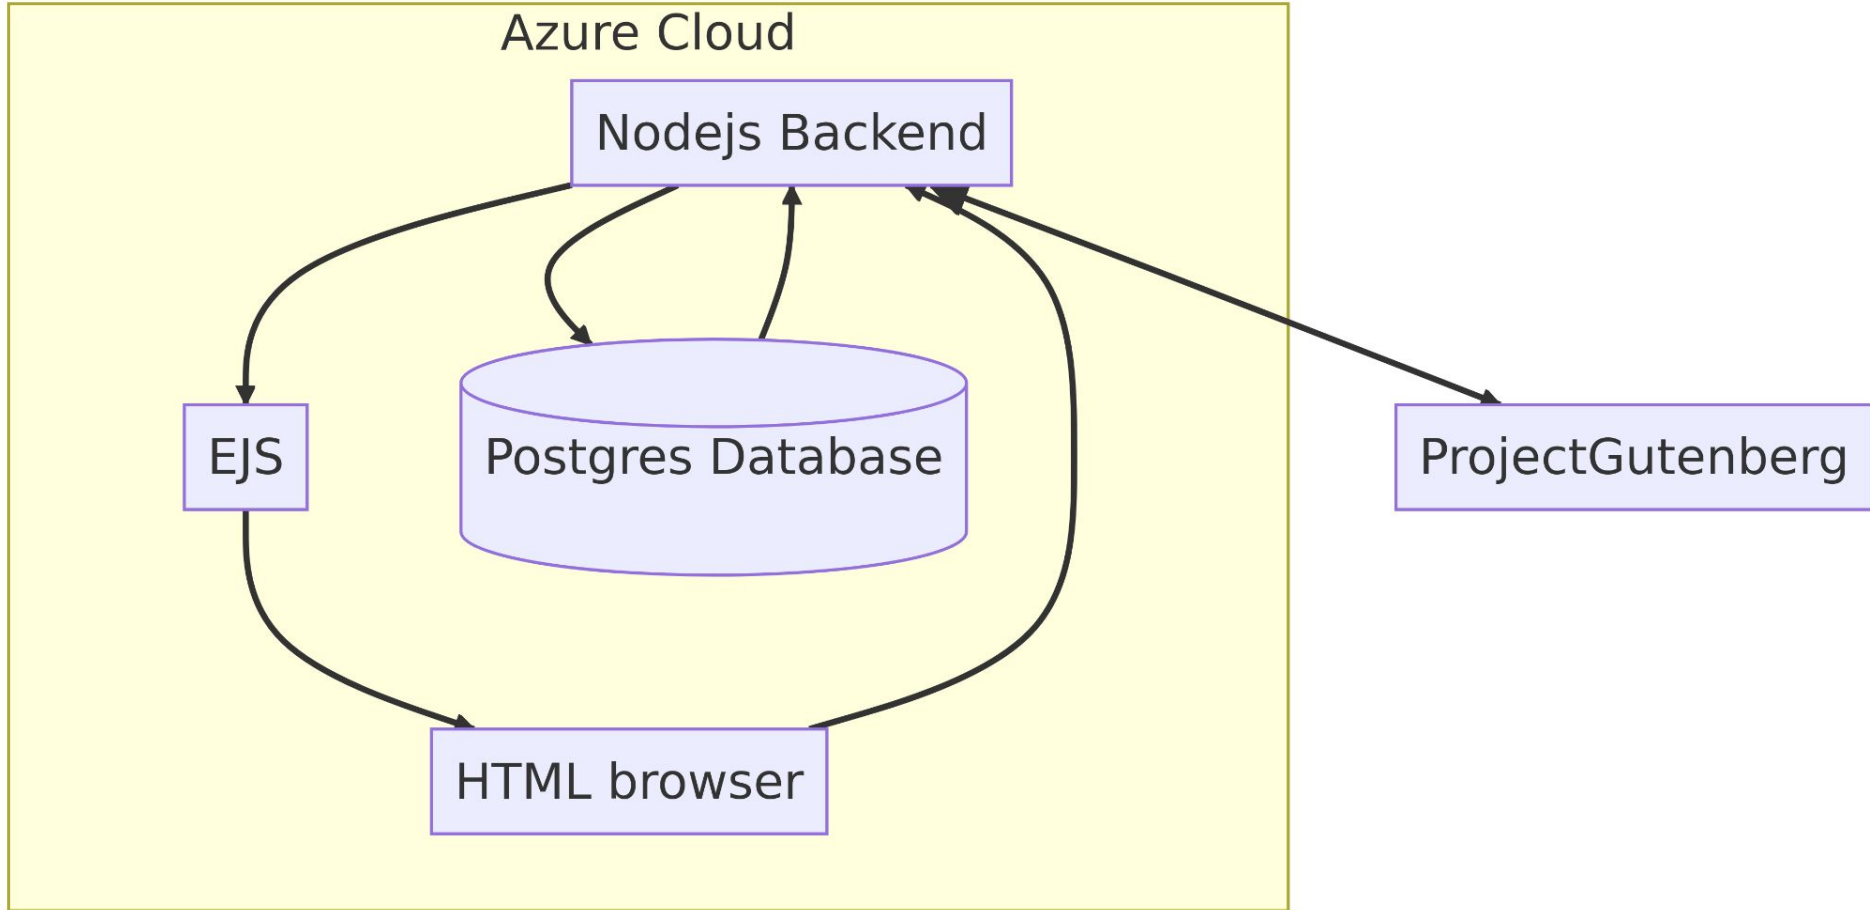 Azure Cloud
Nodejs Backend
EJS
Postgres Database
ProjectGutenberg
HTML browser